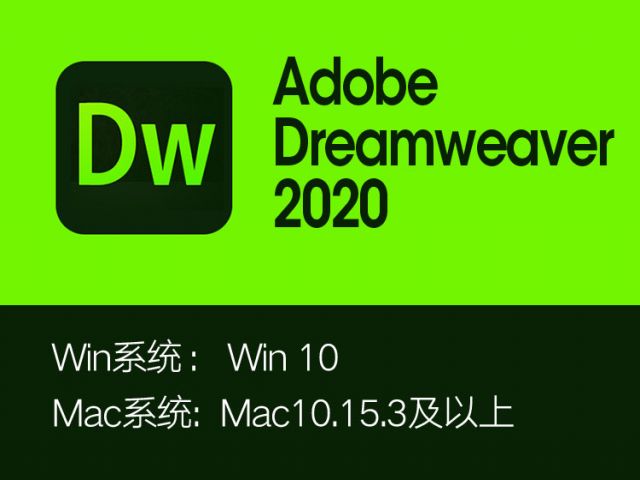 Dw
Adobe
Dreamweaver
2020
Win系统： Win 10
Mac系统: Mac10.15.3及以上